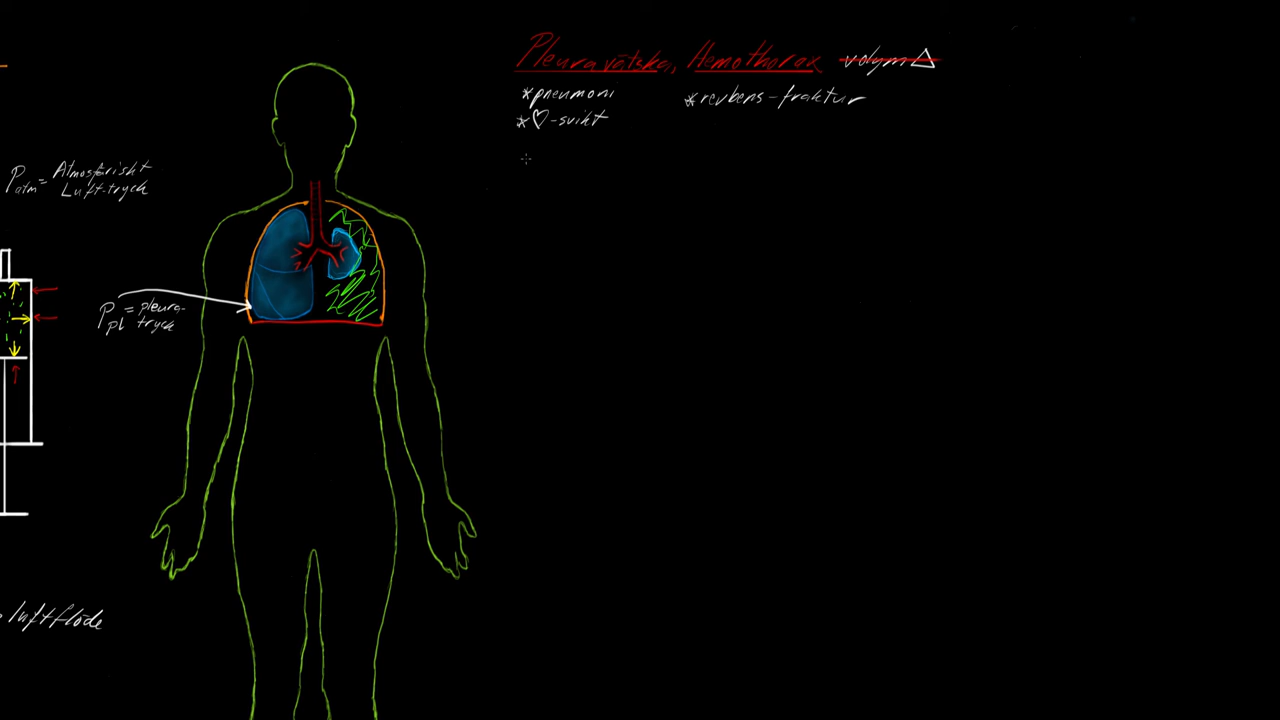 Pleuravätska, Hemothorax volym Δ
*pneumoni
*revbens-fraktur
*♡-svikt
P atm = Atmosfäriskt
Luft-tryck
P pl = pleura-
tryck
luftflöde